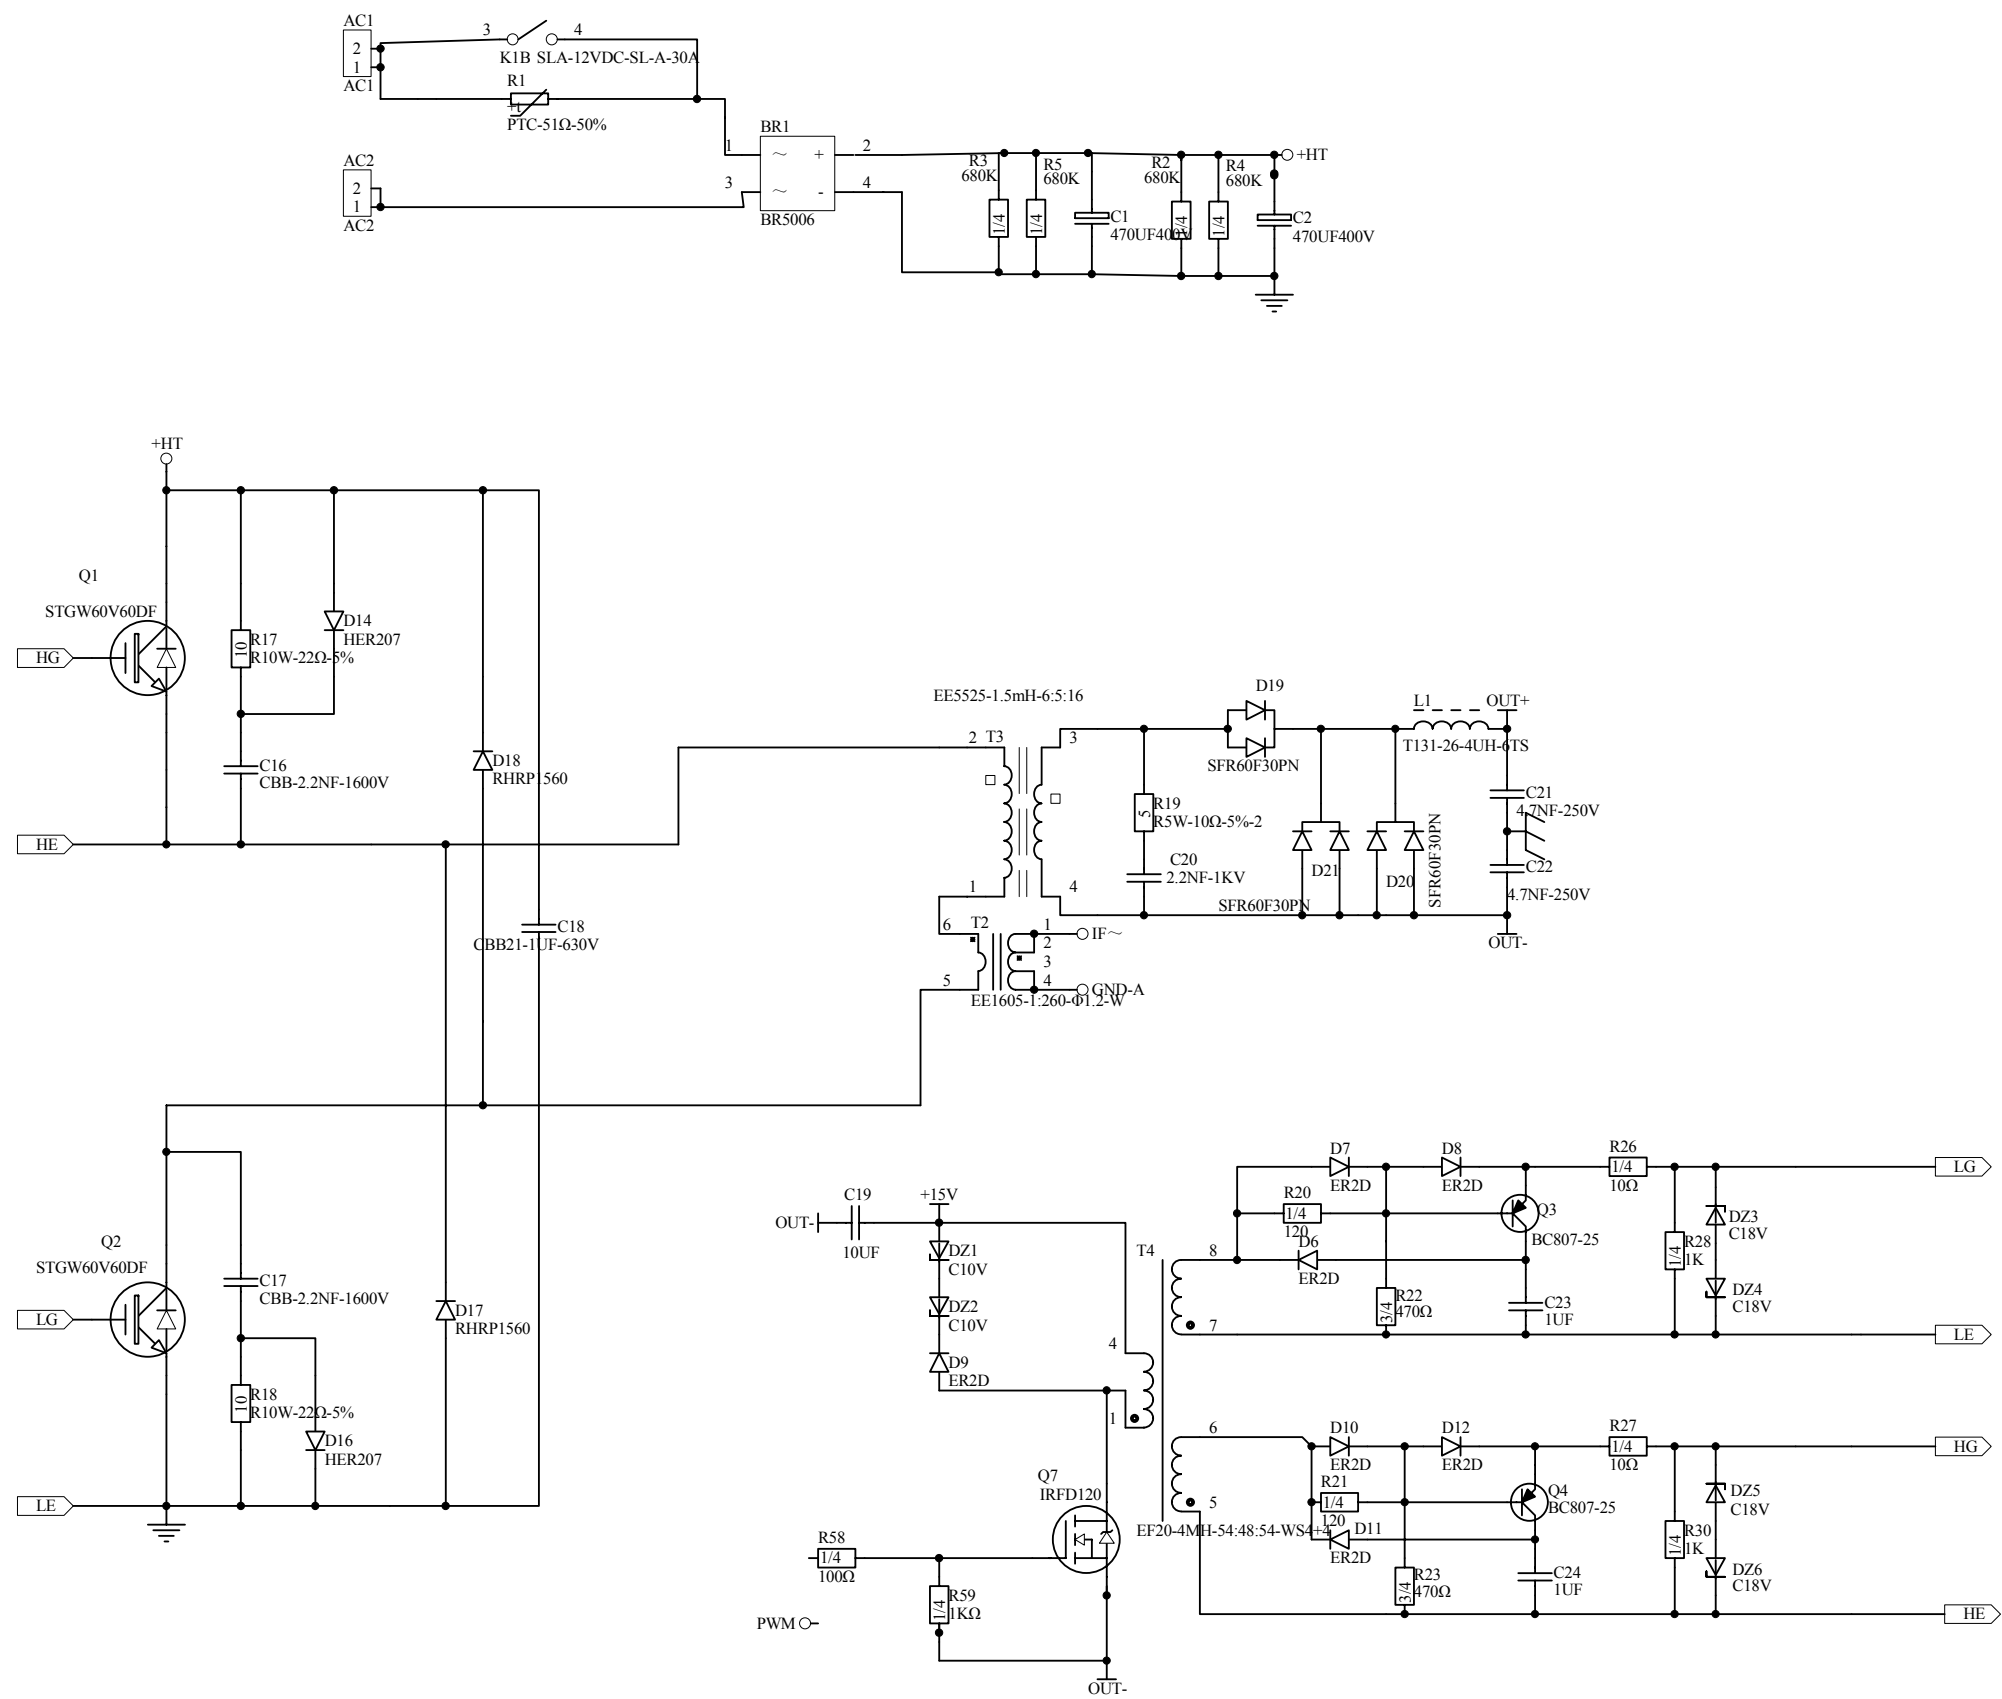 AC1
2
1
AC1
3
4
K1B SLA-12VDC-SL-A-30A
R1
+t
PTC-51Ω-50%
AC2
2
1
AC2
BR1
1
~
+
2
3
~
-
4
BR5006
R3
680K
1/4
R5
680K
1/4
C1
470UF400V
R2
680K
1/4
R4
680K
1/4
C2
470UF400V
+HT
+HT
Q1
STGW60V60DF
HG
R17
10
R10W-22Ω-5%
D14
HER207
C16
CBB-2.2NF-1600V
HE
D18
RHRP1560
C18
CBB21-1UF-630V
EE5525-1.5mH-6:5:16
2
T3
3
1
4
6
T2
1
2
3
4
5
IF~
GND-A
EE1605-1:260-Φ1.2-W
D19
SFR60F30PN
L1
OUT+
T131-26-4UH-6TS
R19
5
R5W-10Ω-5%-2
C20
2.2NF-1KV
D21
SFR60F30PN
D20
SFR60F30PN
C21
4.7NF-250V
C22
4.7NF-250V
OUT-
Q2
STGW60V60DF
LG
C17
CBB-2.2NF-1600V
R18
10
R10W-22Ω-5%
D16
HER207
D17
RHRP1560
LE
OUT-
C19
10UF
+15V
DZ1
C10V
DZ2
C10V
D9
ER2D
T4
4
1
8
7
6
5
EF20-4MH-54:48:54-WS4+4
Q7
IRFD120
R58
1/4
100Ω
R59
1/4
1KΩ
PWM
OUT-
D7
ER2D
D8
ER2D
R20
1/4
120
D6
ER2D
R22
3/4
470Ω
Q3
BC807-25
C23
1UF
R26
1/4
10Ω
R28
1/4
1K
DZ3
C18V
DZ4
C18V
LG
LE
D10
ER2D
D12
ER2D
R21
1/4
120
D11
ER2D
R23
3/4
470Ω
Q4
BC807-25
C24
1UF
R27
1/4
10Ω
R30
1/4
1K
DZ5
C18V
DZ6
C18V
HG
HE